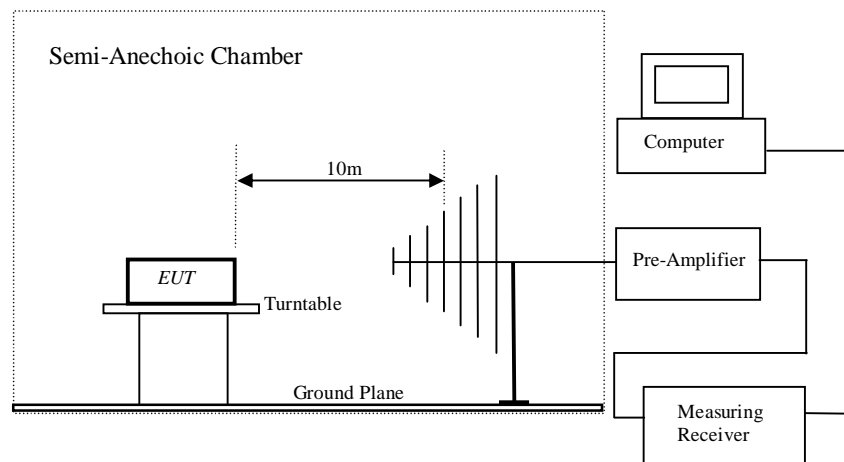 Semi-Anechoic Chamber
Computer
10m
Pre-Amplifier
EUT
Turntable
Ground Plane
Measuring
Receiver